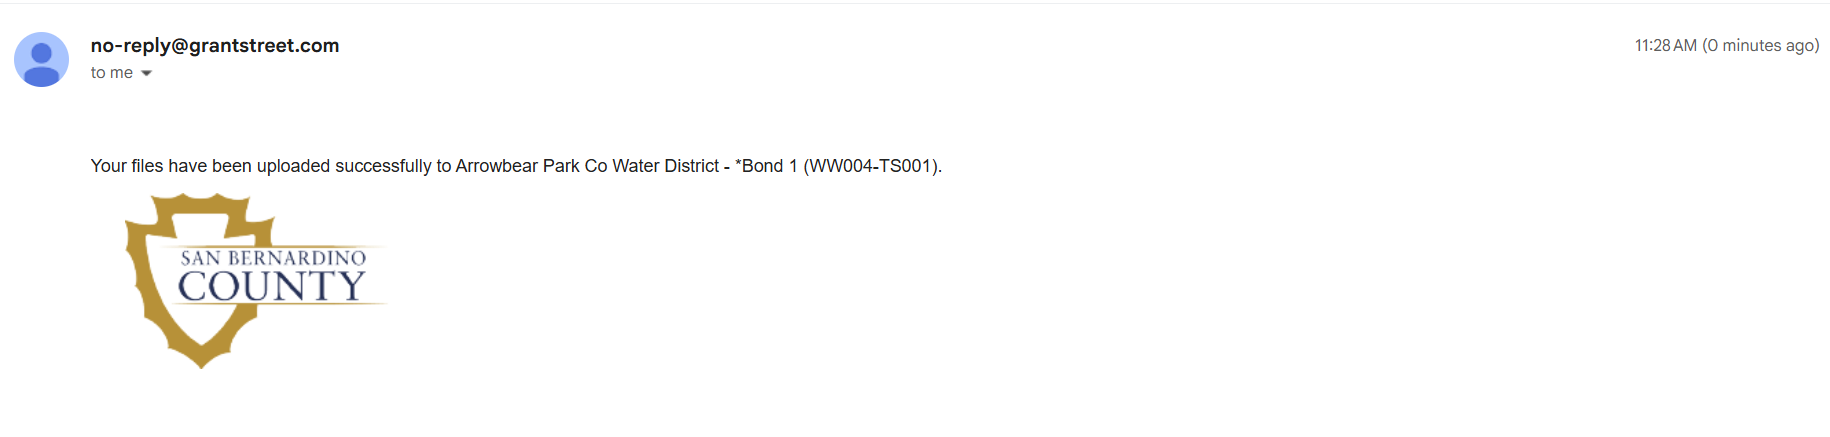 no-reply@grantstreet.com
11:28 AM (0 minutes ago)
to me
Your files have been uploaded successfully to Arrowbear Park Co Water District - *Bond 1 (WW004-TS001).
SAN BERNARDINO
COUNTY